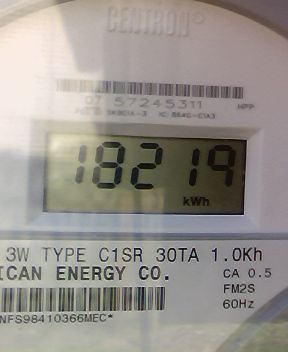 CENTRON®
07 57245311 HPP
18219
kWh
3W TYPE C1SR 30TA 1.0Kh
ICAN ENERGY CO. CA 0.5
FM2S
NFS98410366MEC* 60Hz